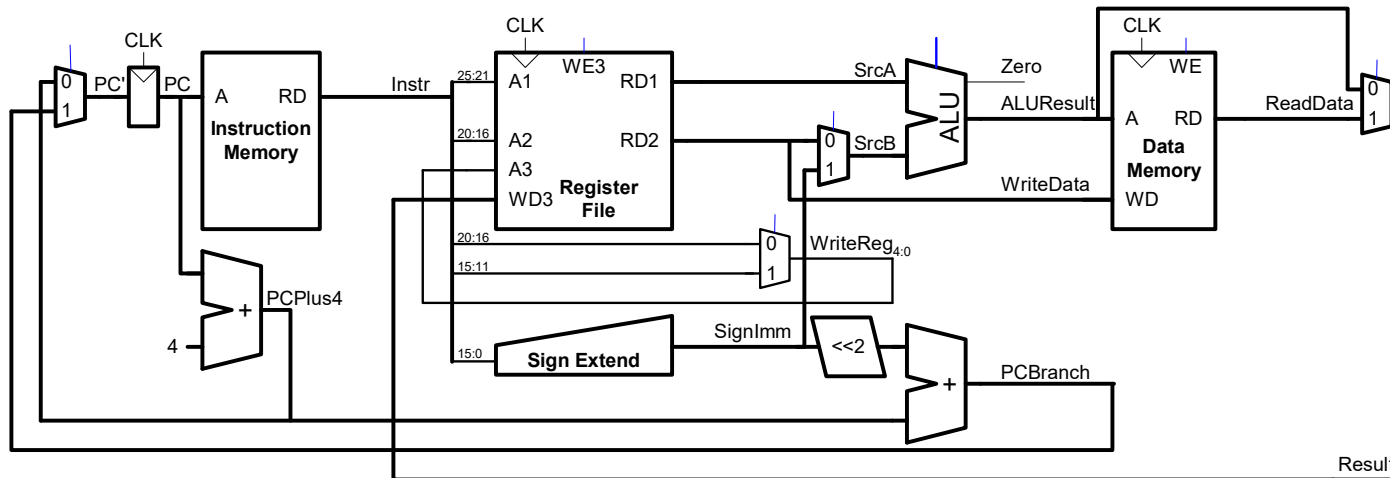 CLK
CLK
CLK
0
1
PC'
PC
A
RD
Instruction
Memory
Instr
25:21
20:16
A1
A2
A3
WD3
WE3
RD1
RD2
Register
File
SrcA
0
1
SrcB
ALU
Zero
ALUResult
WriteData
WE
A
RD
Data
Memory
WD
ReadData
0
1
20:16
15:11
0
1
WriteReg4:0
4
+
PCPlus4
15:0
Sign Extend
SignImm
<<2
+
PCBranch
Result